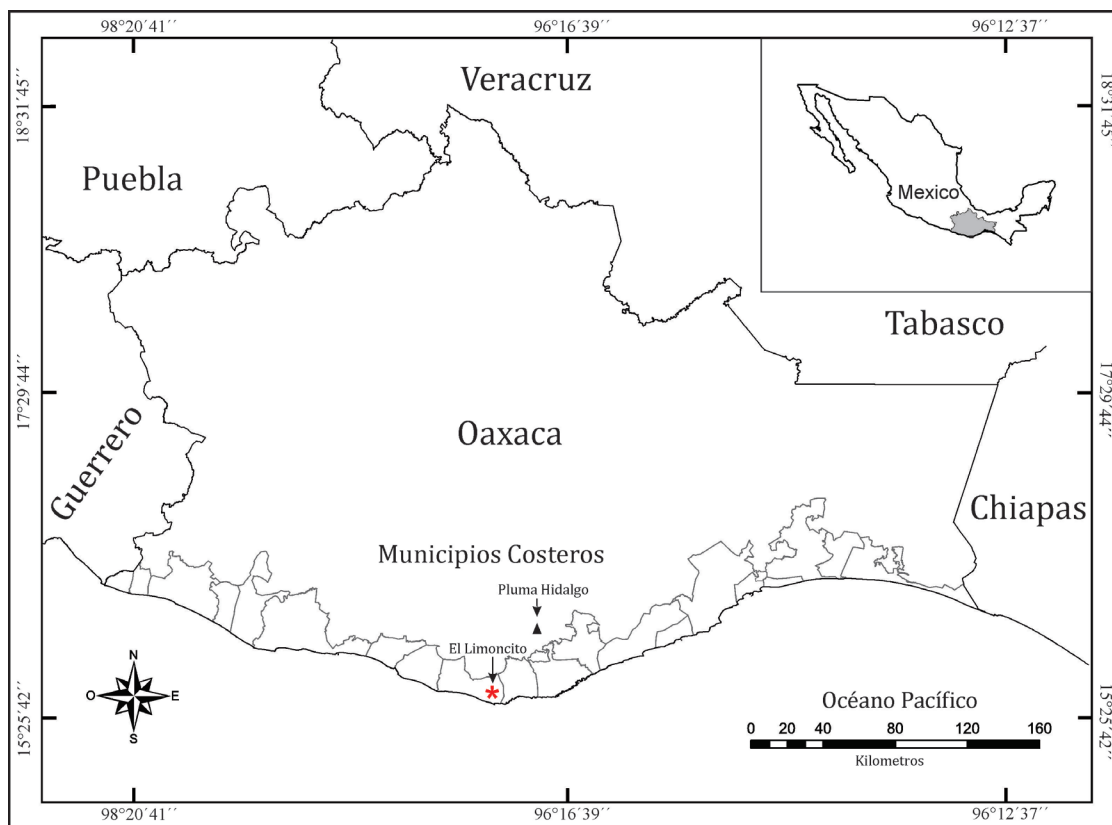 98°20´41´´ 96°16´39´´ 96°12´37´´
18°31´45´´ 18°31´45´´
Veracruz
Puebla
Mexico
Tabasco
17°29´44´´ 17°29´44´´
Oaxaca
Guerrero
Chiapas
Municipios Costeros
Pluma Hidalgo
El Limoncito
N
O E
S
*
Océano Pacífico
15°25´42´´ 15°25´42´´
0 20 40 80 120 160
Kilometros
98°20´41´´ 96°16´39´´ 96°12´37´´